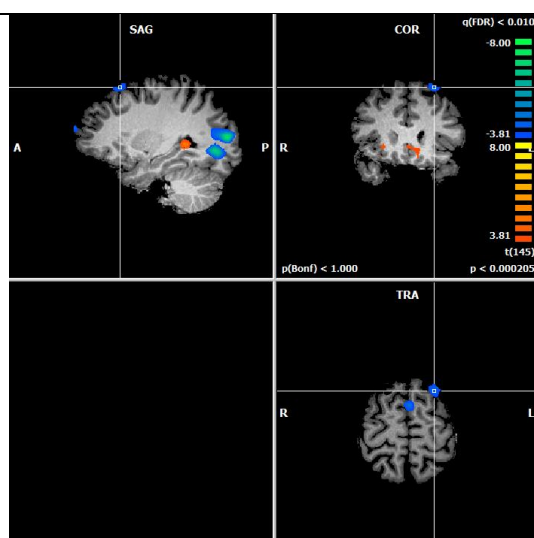 SAG
A
P
COR
R
L
q(FDR) < 0.010
-8.00
-3.81
8.00
3.81
t(145)
p < 0.000205
p(Bonf) < 1.000
TRA
R
L